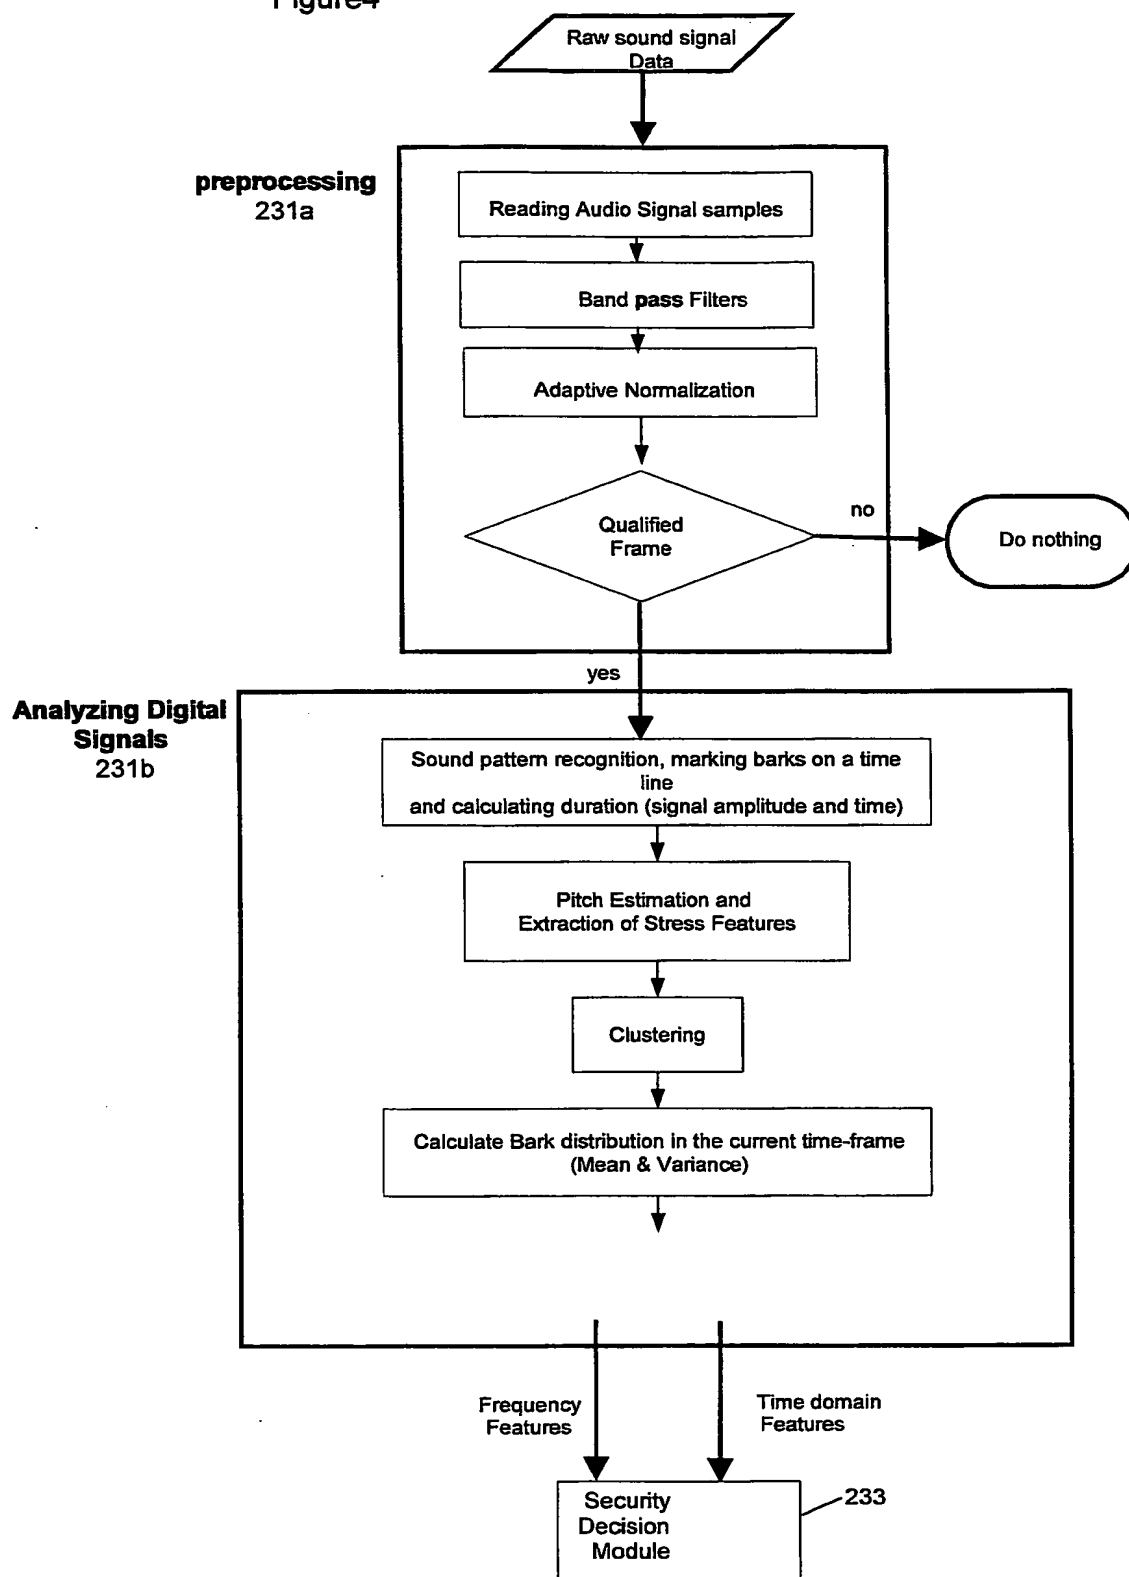 Figure4
Raw sound signal
Data
preprocessing
231a
Reading Audio Signal samples
Band pass Filters
Adaptive Normalization
Qualified
Frame
no
Do nothing
yes
Analyzing Digital
Signals
231b
Sound pattern recognition, marking barks on a time
line
and calculating duration (signal amplitude and time)
Pitch Estimation and
Extraction of Stress Features
Clustering
Calculate Bark distribution in the current time-frame
(Mean & Variance)
Frequency
Features
Time domain
Features
Security
Decision
Module
233